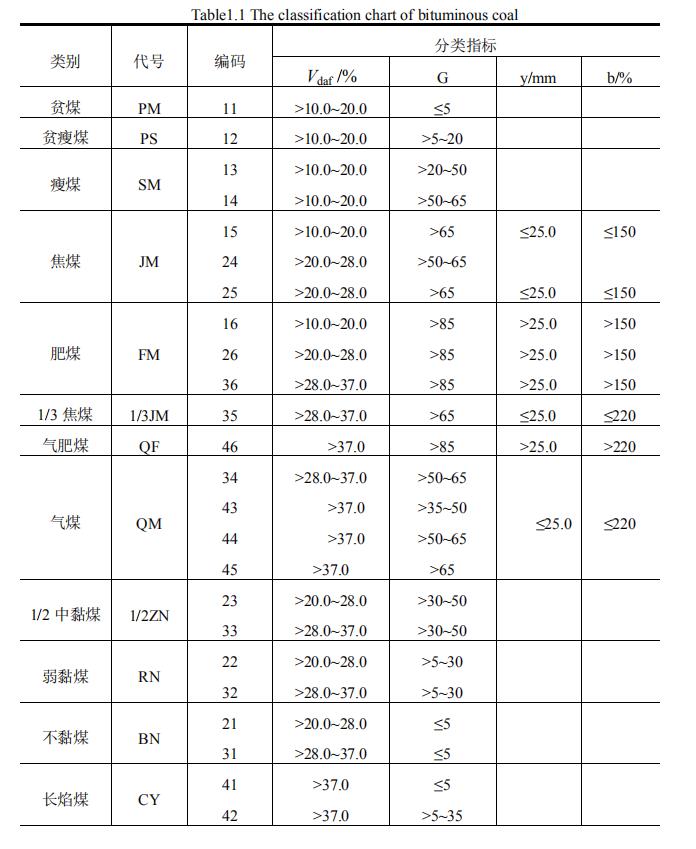 Table1.1 The classification chart of bituminous coal
类别 代号 编码 分类指标
Vdaf /% G y/mm b/%
贫煤 PM 11 >10.0~20.0 ≤5
贫瘦煤 PS 12 >10.0~20.0 >5~20
瘦煤 SM 13 >10.0~20.0 >20~50
14 >10.0~20.0 >50~65
焦煤 JM 15 >10.0~20.0 >65 ≤25.0 ≤150
24 >20.0~28.0 >50~65
25 >20.0~28.0 >65 ≤25.0 ≤150
肥煤 FM 16 >10.0~20.0 >85 >25.0 >150
26 >20.0~28.0 >85 >25.0 >150
36 >28.0~37.0 >85 >25.0 >150
1/3 焦煤 1/3JM 35 >28.0~37.0 >65 ≤25.0 ≤220
气肥煤 QF 46 >37.0 >85 >25.0 >220
气煤 QM 34 >28.0~37.0 >50~65 ≤25.0 ≤220
43 >37.0 >35~50
44 >37.0 >50~65
45 >37.0 >65
1/2 中黏煤 1/2ZN 23 >20.0~28.0 >30~50
33 >28.0~37.0 >30~50
弱黏煤 RN 22 >20.0~28.0 >5~30
32 >28.0~37.0 >5~30
不黏煤 BN 21 >20.0~28.0 ≤5
31 >28.0~37.0 ≤5
长焰煤 CY 41 >37.0 ≤5
42 >37.0 >5~35